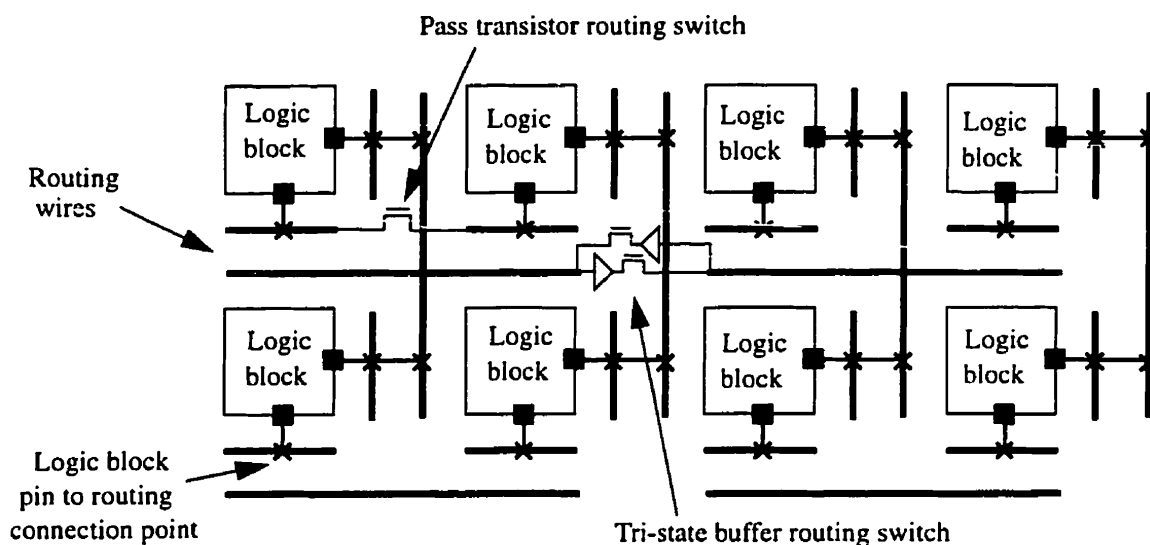 Pass transistor routing switch
Logic
block
Logic
block
Logic
block
Logic
block
Routing
wires
Logic
block
Logic
block
Logic
block
Logic
block
Logic block
pin to routing
connection point
Tri-state buffer routing switch